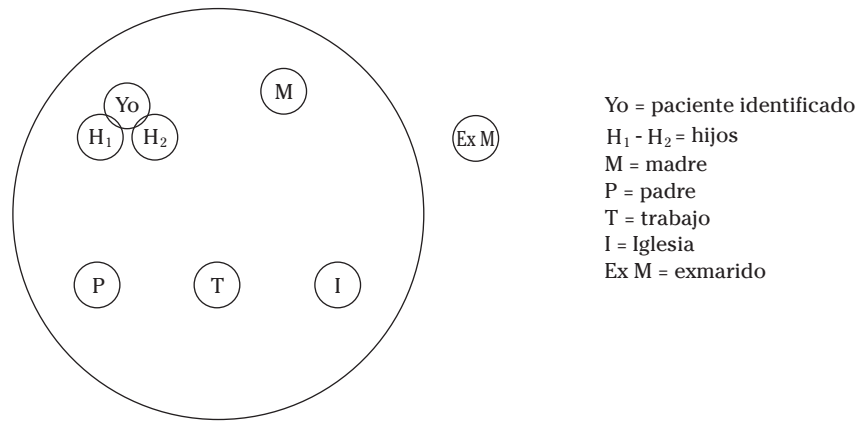 Yo
M
H₁
H₂
Ex M
P
T
I
Yo = paciente identificado
H₁ - H₂ = hijos
M = madre
P = padre
T = trabajo
I = Iglesia
Ex M = exmarido